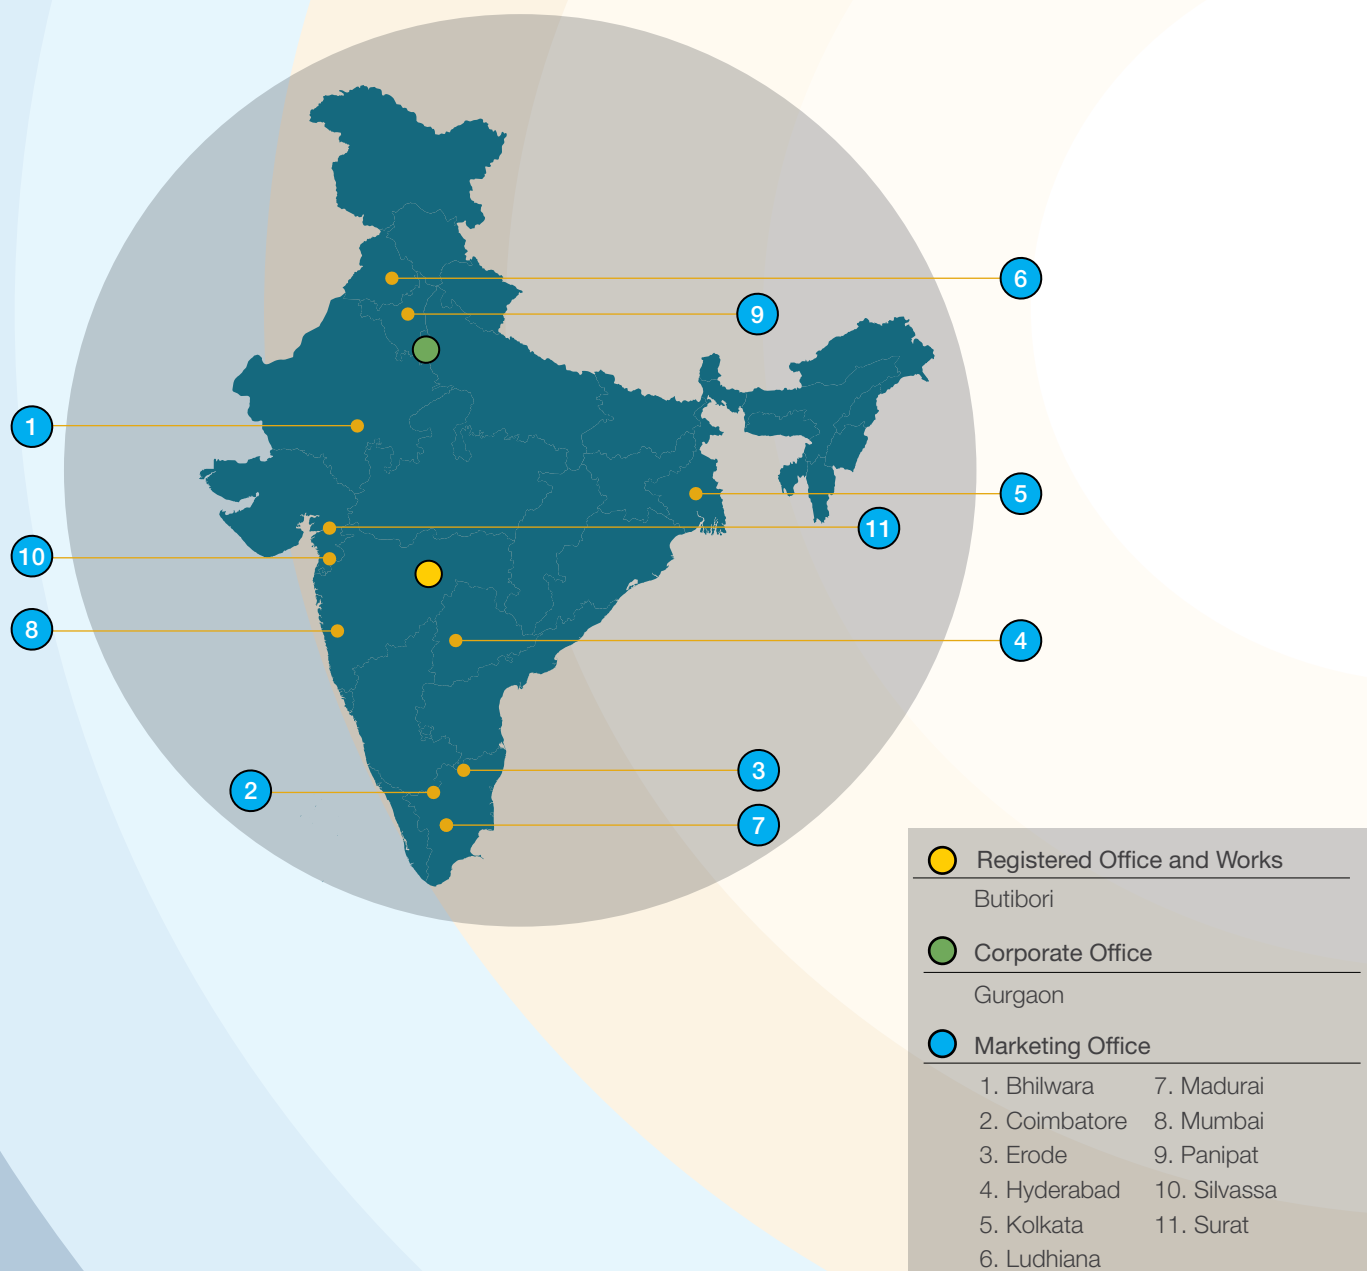 6
9
1
5
11
10
8
4
3
2
7
Registered Office and Works
Butibori
Corporate Office
Gurgaon
Marketing Office
1. Bhilwara
2. Coimbatore
3. Erode
4. Hyderabad
5. Kolkata
6. Ludhiana
7. Madurai
8. Mumbai
9. Panipat
10. Silvassa
11. Surat